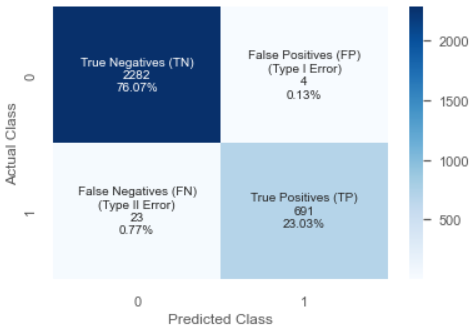 True Negatives (TN)
2282
76.07%
False Positives (FP)
(Type I Error)
4
0.13%
False Negatives (FN)
(Type II Error)
23
0.77%
True Positives (TP)
691
23.03%
0
1
Actual Class
0
1
Predicted Class
2000
1500
1000
500